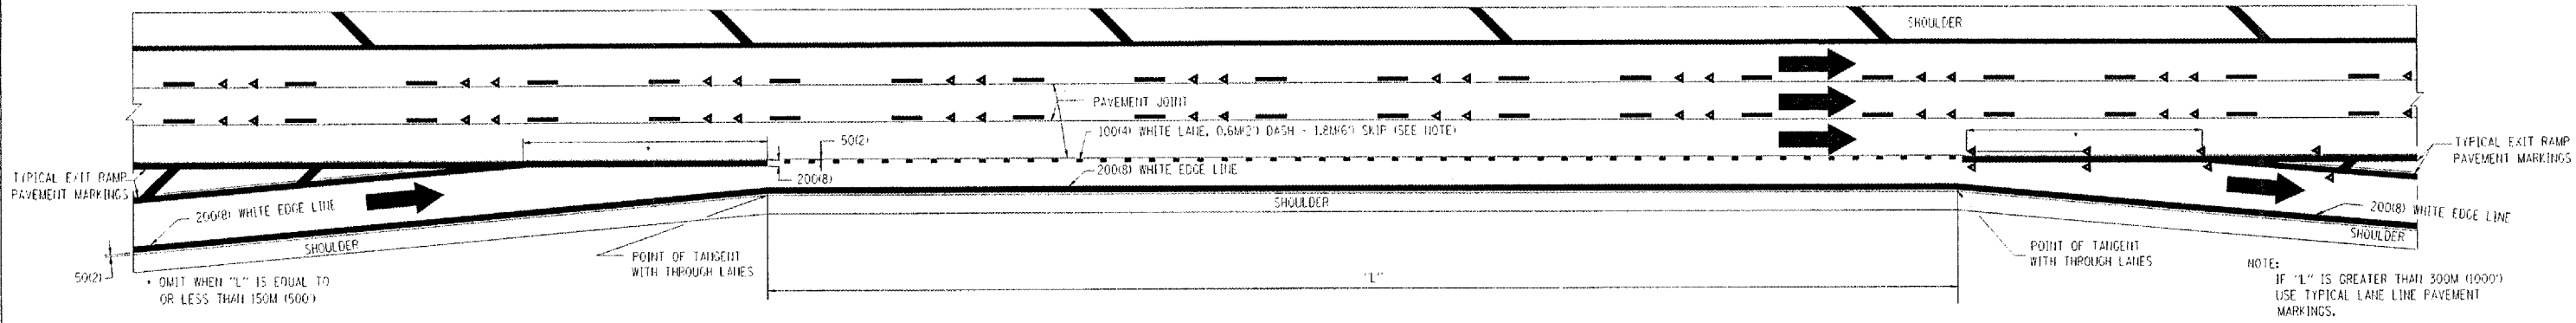 SHOULDER
PAVEMENT JOINT
100(4) WHITE LANE, 0.6M(2') DASH - 1.8M(6') SKIP (SEE NOTE)
50(2)
TYPICAL EXIT RAMP
PAVEMENT MARKINGS
200(8)
200(8) WHITE EDGE LINE
TYPICAL EXIT RAMP
PAVEMENT MARKINGS
200(8) WHITE EDGE LINE
SHOULDER
200(8) WHITE EDGE LINE
SHOULDER
SHOULDER
POINT OF TANGENT
WITH THROUGH LANES
POINT OF TANGENT
WITH THROUGH LANES
50(2)
* OMIT WHEN "L" IS EQUAL TO
OR LESS THAN 150M (500')
"L"
NOTE:
IF "L" IS GREATER THAN 300M (1000')
USE TYPICAL LANE LINE PAVEMENT
MARKINGS.